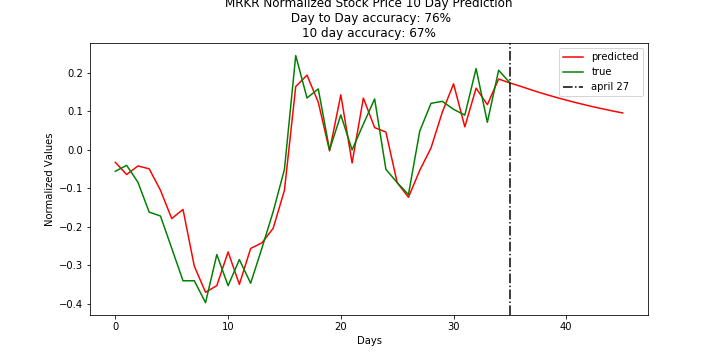 MRKR Normalized Stock Price 10 Day Prediction
Day to Day accuracy: 76%
10 day accuracy: 67%
predicted
true
april 27
Normalized Values
0.2
0.1
0.0
−0.1
−0.2
−0.3
−0.4
0 10 20 30 40
Days